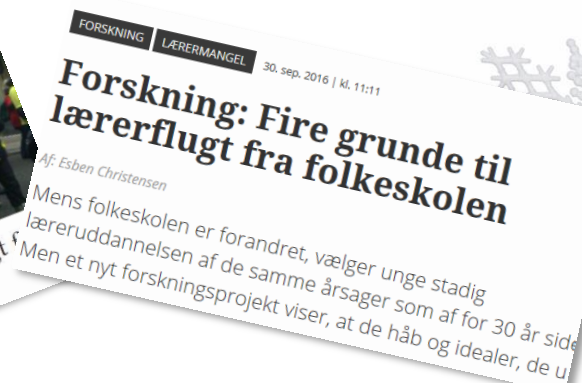 FORSKNING LÆRERMANGEL 30. sep. 2016 | kl. 11:11
Forskning: Fire grunde til
lærerflugt fra folkeskolen
Af: Esben Christensen
Mens folkeskolen er forandret, vælger unge stadig
læreruddannelsen af de samme årsager som af for 30 år side
Men et nyt forskningsprojekt viser, at de håb og idealer, de u